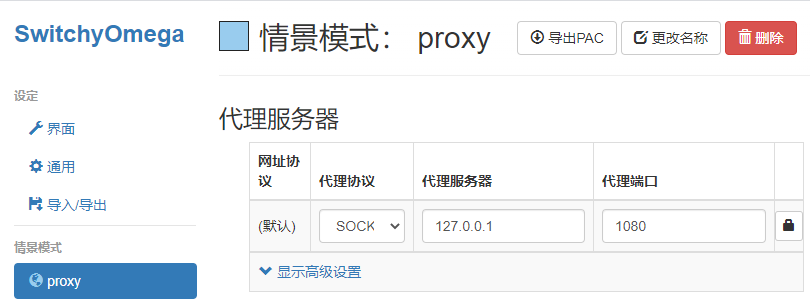 SwitchyOmega
情景模式： proxy
导出PAC
更改名称
删除
设定
界面
通用
导入/导出
情景模式
proxy
代理服务器
网址协
议
代理协议
代理服务器
代理端口
(默认)
SOCK
127.0.0.1
1080
显示高级设置